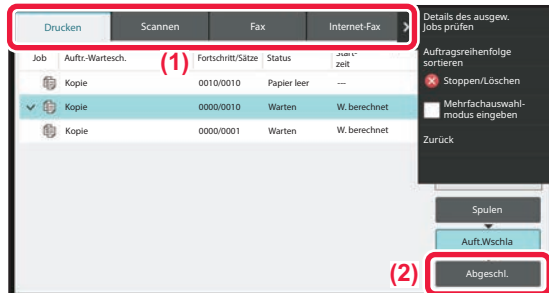 Drucken Scannen Fax Internet-Fax
Details des ausgew.
Jobs prüfen
Auftragsreihenfolge
sortieren
Stoppen/Löschen
Mehrfachauswahl-
modus eingeben
Zurück
(1)
Job Auftr.-Wartesch. Fortschritt/Sätze Status Start-
zeit
Kopie 0010/0010 Papier leer ---
Kopie 0000/0010 Warten W. berechnet
Kopie 0000/0001 Warten W. berechnet
Spulen
Auft.Wschla
(2)
Abgeschl.